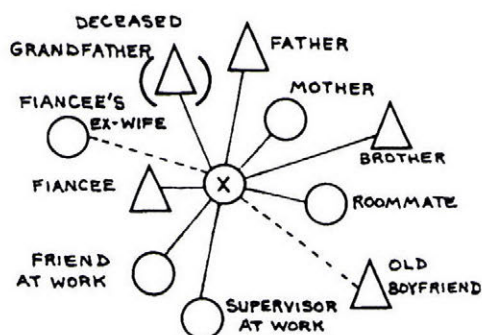 DECEASED
GRANDFATHER
FATHER
MOTHER
FIANCEE'S
EX-WIFE
BROTHER
FIANCEE
X
ROOMMATE
FRIEND
AT WORK
OLD
BOYFRIEND
SUPERVISOR
AT WORK